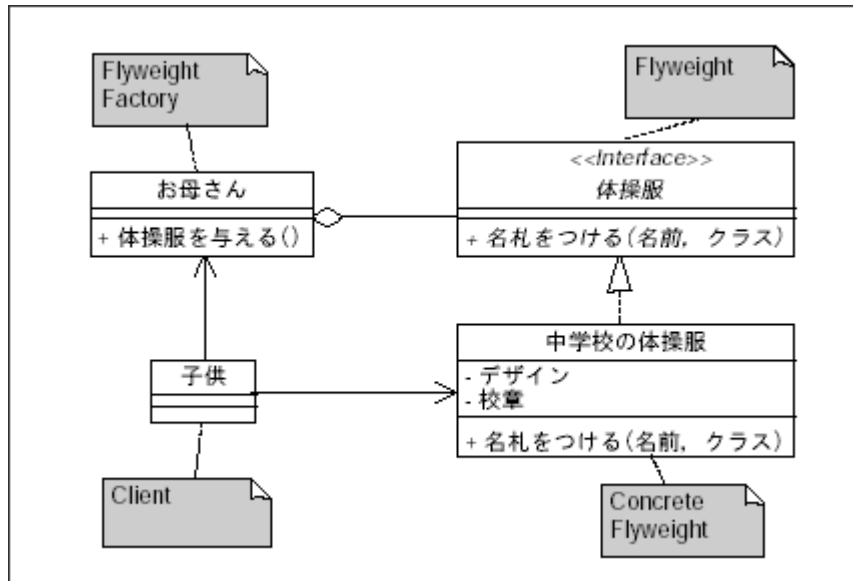 Flyweight
Factory
Flyweight
お母さん
+ 体操服を与える()
<<Interface>>
体操服
+ 名札をつける(名前，クラス)
子供
中学校の体操服
- デザイン
- 校章
+ 名札をつける(名前，クラス)
Client
Concrete
Flyweight